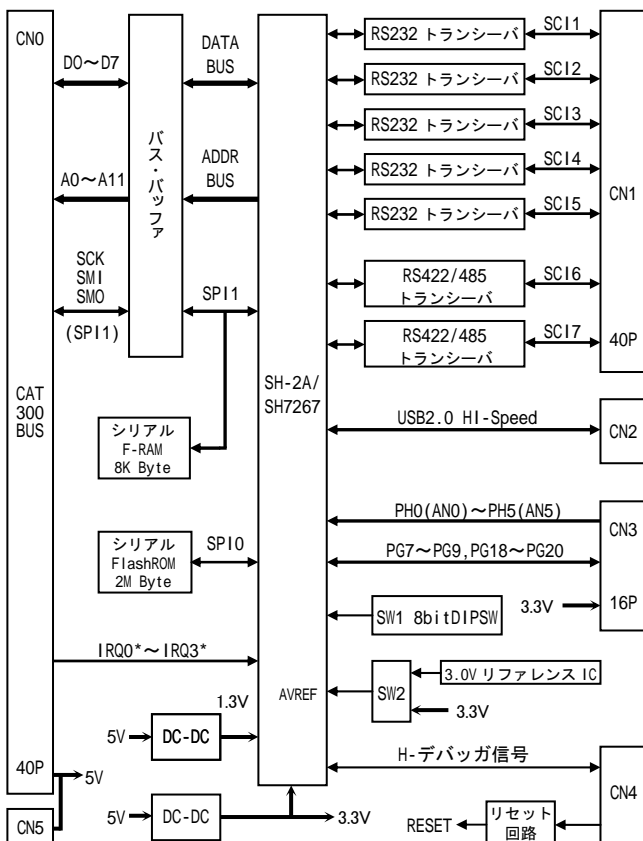 CN0
D0～D7
A0～A11
SCK
SMI
SMO
(SPI1)
CAT
300
BUS
40P
CN5
5V
バス・バッファ
DATA
BUS
ADDR
BUS
SPI1
シリアル
F-RAM
8K Byte
シリアル
FlashROM
2M Byte
SPI0
IRQ0*～IRQ3*
1.3V
5V
DC-DC
5V
DC-DC
3.3V
SH-2A/
SH7267
AVREF
RS232 トランシーバ
SCI1
RS232 トランシーバ
SCI2
RS232 トランシーバ
SCI3
RS232 トランシーバ
SCI4
RS232 トランシーバ
SCI5
RS422/485
トランシーバ
SCI6
RS422/485
トランシーバ
SCI7
CN1
40P
USB2.0 HI-Speed
CN2
PH0(AN0)～PH5(AN5)
PG7～PG9,PG18～PG20
CN3
16P
3.3V
SW1 8bitDIPSW
SW2
3.0V リファレンス IC
3.3V
H-デバッガ信号
CN4
リセット
回路
RESET